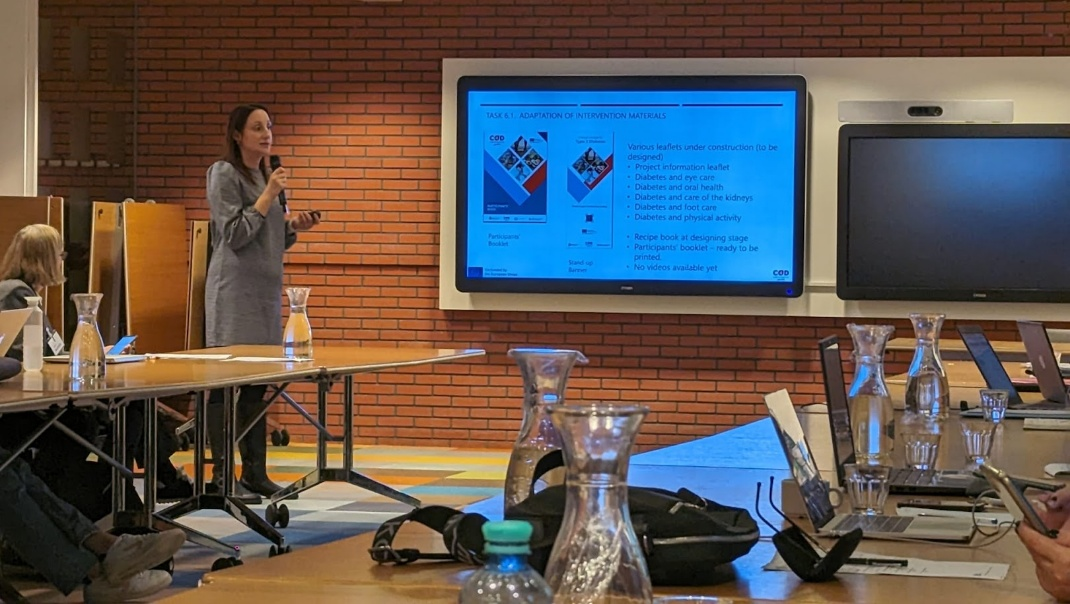 TASK 6.1. ADAPTATION OF INTERVENTION MATERIALS
Type 2 Diabetes
Participants'
Booklet
Stand-up
Banner
Various leaflets under construction (to be
designed)
• Project information leaflet
• Diabetes and eye care
• Diabetes and oral health
• Diabetes and care of the kidneys
• Diabetes and foot care
• Diabetes and physical activity
• Recipe book at designing stage
• Participants' booklet – ready to be
printed.
• No videos available yet